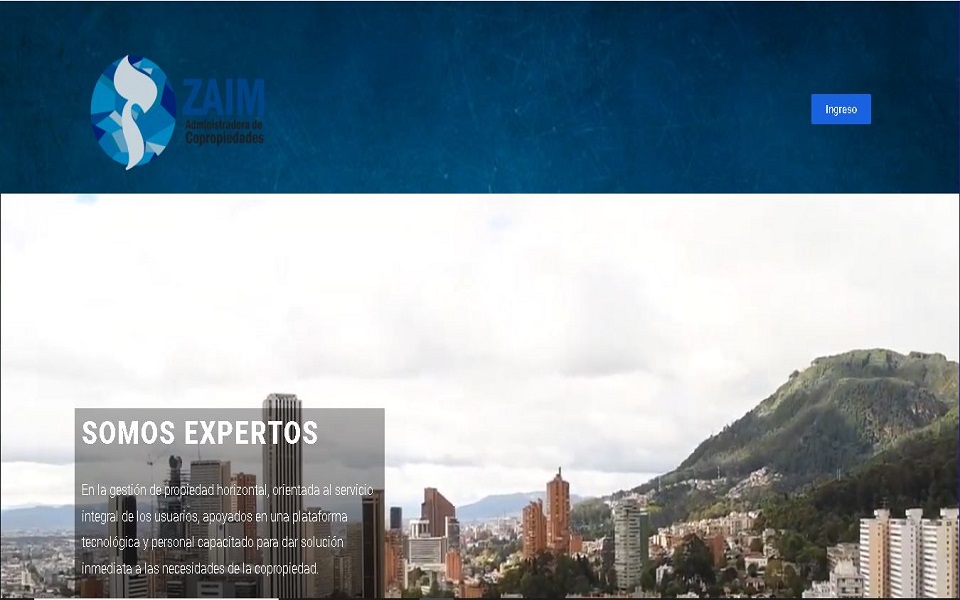 ZAIM
Administradora de
Copropiedades
Ingreso
SOMOS EXPERTOS
En la gestión de propiedad horizontal, orientada al servicio
integral de los usuarios, apoyados en una plataforma
tecnológica y personal capacitado para dar solución
inmediata a las necesidades de la copropiedad.